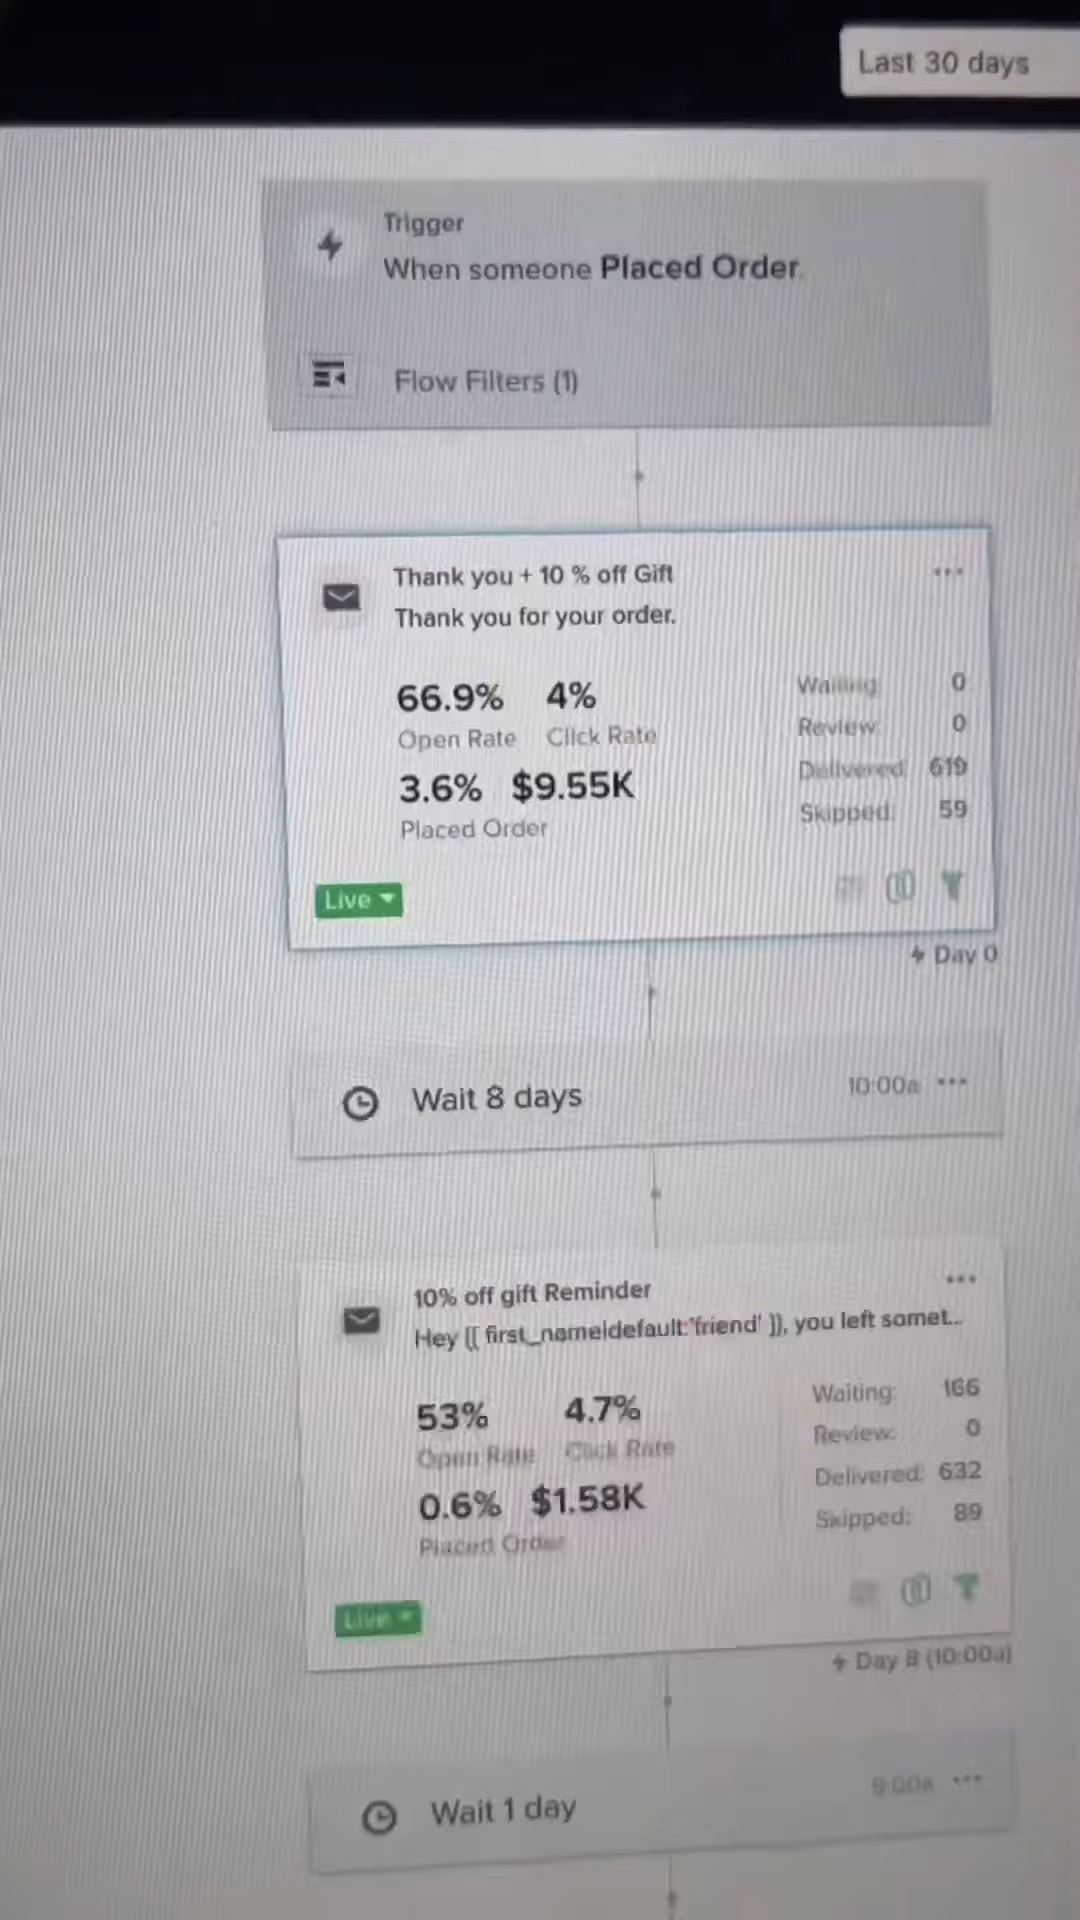 Last 30 days
Trigger
When someone Placed Order.
Flow Filters (1)
Thank you + 10 % off Gift
Thank you for your order.
66.9% 4%
Open Rate Click Rate
3.6% $9.55K
Placed Order
Waiting 0
Review 0
Delivered 619
Skipped: 59
Live
Day 0
Wait 8 days
10:00a
10% off gift Reminder
Hey {{ first_name|default:'friend' }}, you left somet...
53% 4.7%
Open Rate Click Rate
0.6% $1.58K
Placed Order
Waiting: 166
Review: 0
Delivered: 632
Skipped: 89
Live
Day 8 (10:00a)
Wait 1 day
9:00a